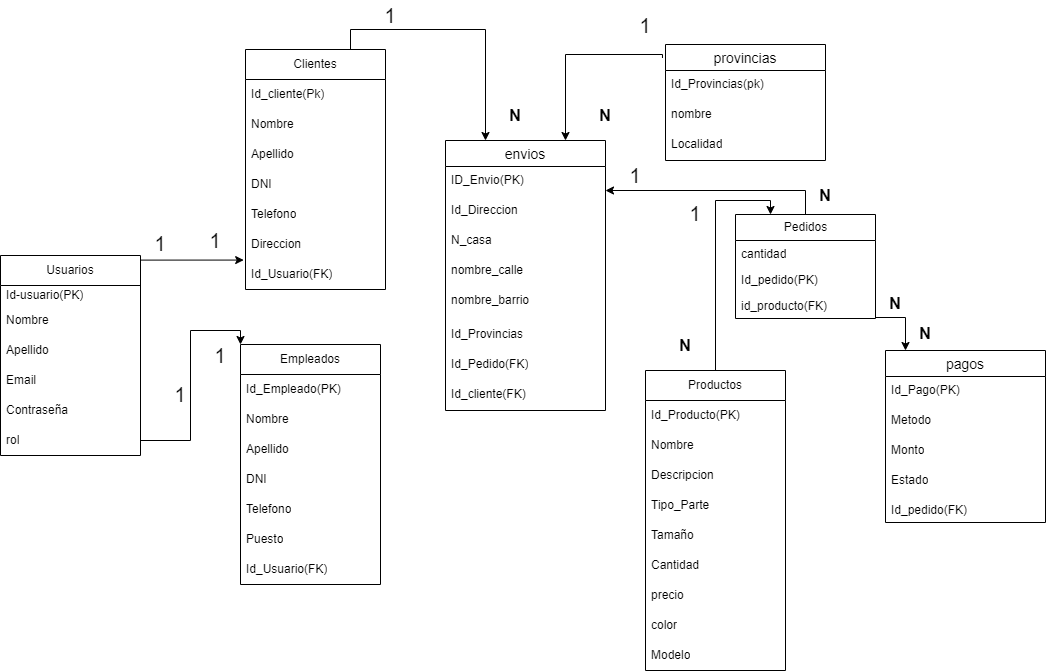 1
Clientes
Id_cliente(Pk)
Nombre
Apellido
DNI
Telefono
Direccion
Id_Usuario(FK)
1
provincias
Id_Provincias(pk)
nombre
Localidad
N
N
envios
ID_Envio(PK)
Id_Direccion
N_casa
nombre_calle
nombre_barrio
Id_Provincias
Id_Pedido(FK)
Id_cliente(FK)
1
N
1
Pedidos
cantidad
Id_pedido(PK)
id_producto(FK)
1
1
Usuarios
Id-usuario(PK)
Nombre
Apellido
Email
Contraseña
rol
1
1
Empleados
Id_Empleado(PK)
Nombre
Apellido
DNI
Telefono
Puesto
Id_Usuario(FK)
N
Productos
Id_Producto(PK)
Nombre
Descripcion
Tipo_Parte
Tamaño
Cantidad
precio
color
Modelo
N
N
pagos
Id_Pago(PK)
Metodo
Monto
Estado
Id_pedido(FK)